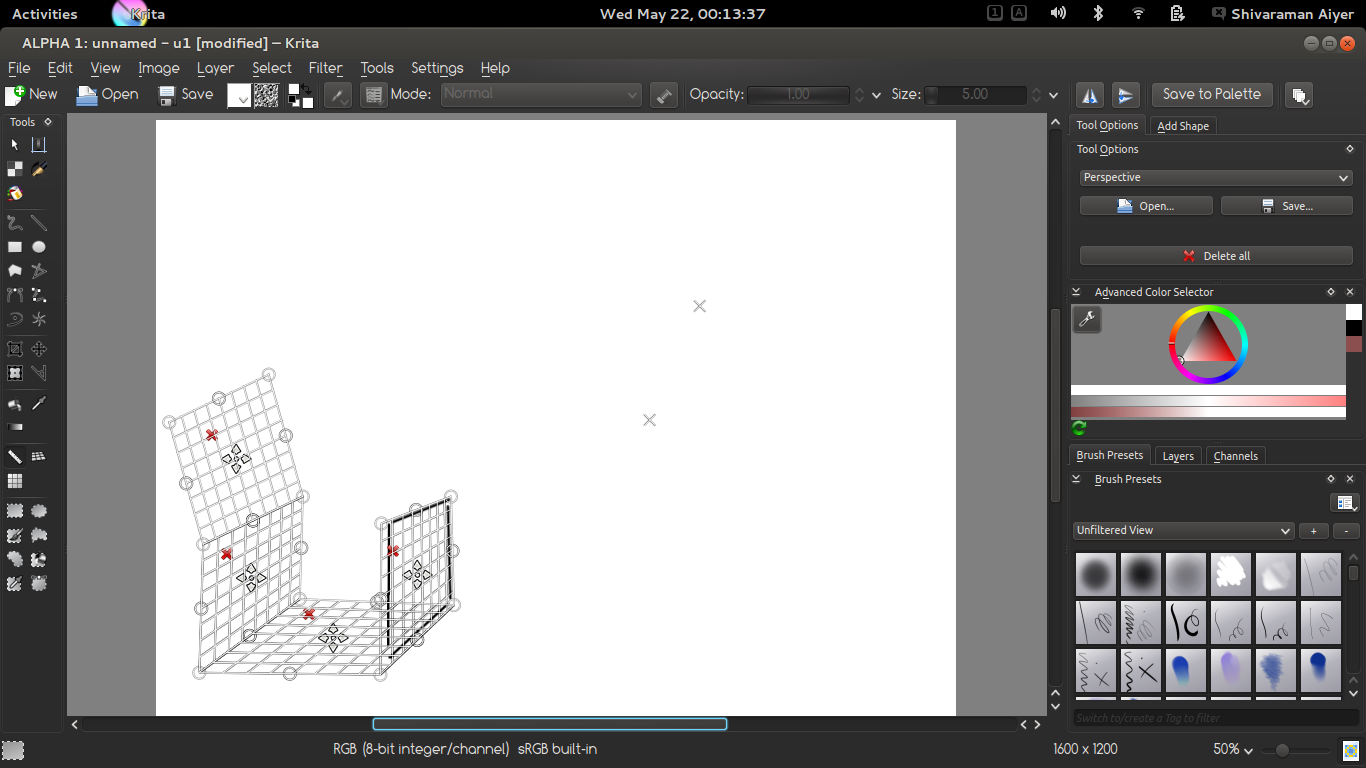 Activities Krita Wed May 22, 00:13:37 1 A Shivaraman Aiyer
ALPHA 1: unnamed – u1 [modified] – Krita
File Edit View Image Layer Select Filter Tools Settings Help
New Open Save Mode: Normal Opacity: 1.00 Size: 5.00 Save to Palette
Tools
Tool Options Add Shape
Tool Options
Perspective
Open... Save...
Delete all
Advanced Color Selector
Brush Presets Layers Channels
Brush Presets
Unfiltered View + -
Switch to/create a Tag to filter
RGB (8-bit integer/channel) sRGB built-in 1600 x 1200 50%